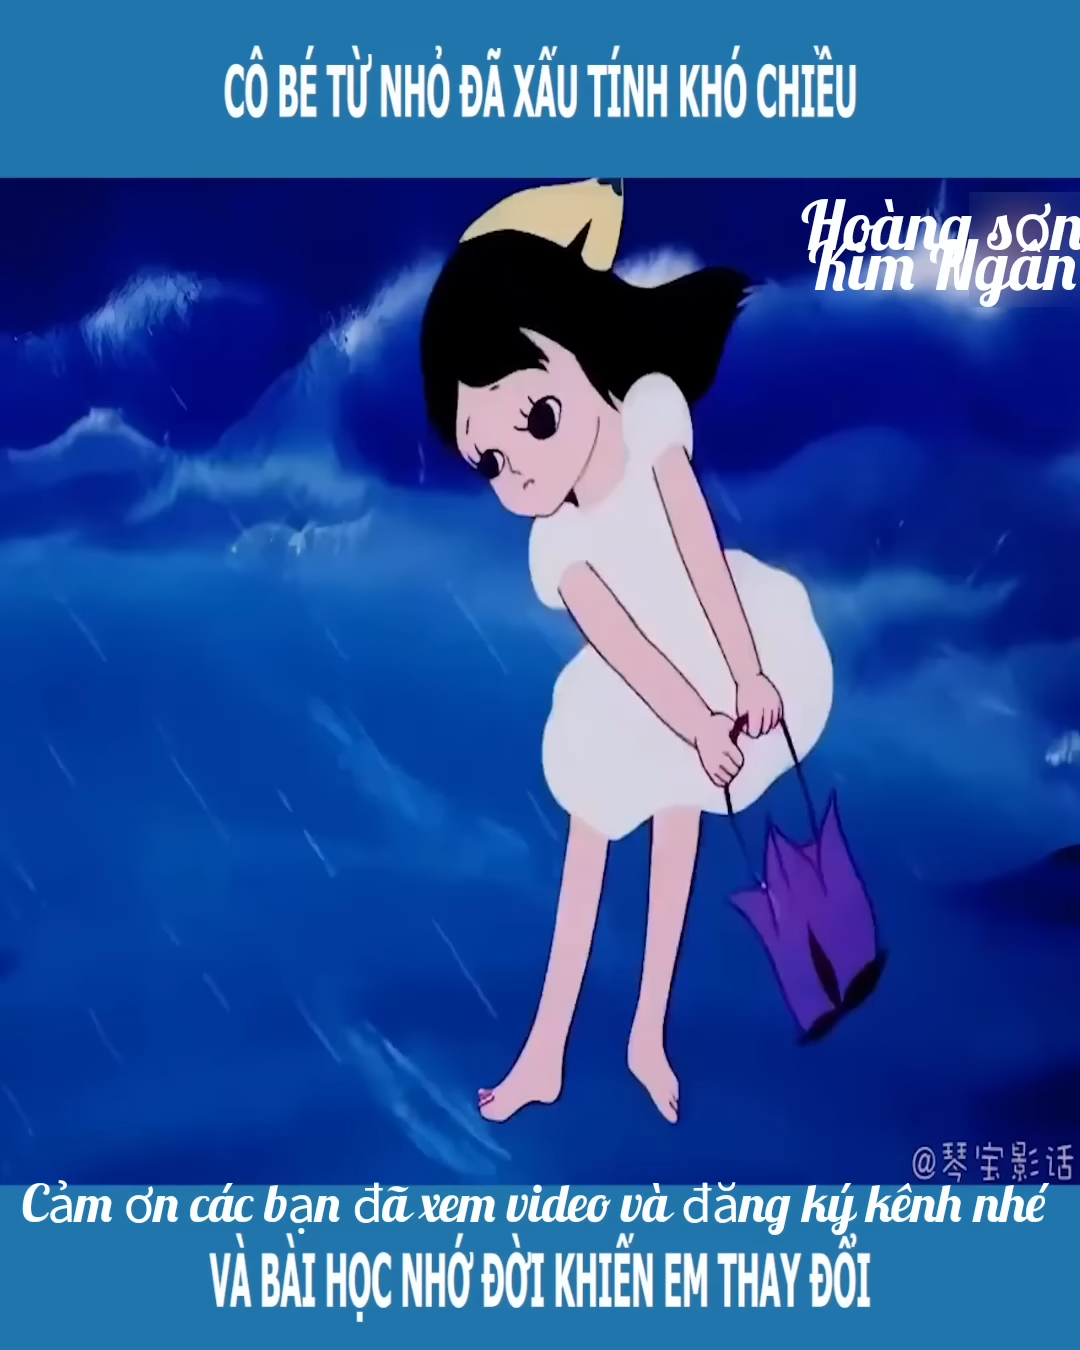 CÔ BÉ TỪ NHỎ ĐÃ XẤU TÍNH KHÓ CHIỀU
Hoàng sơn
Kim Ngân
@琴宝影话
Cảm ơn các bạn đã xem video và đăng ký kênh nhé
VÀ BÀI HỌC NHỚ ĐỜI KHIẾN EM THAY ĐỔI